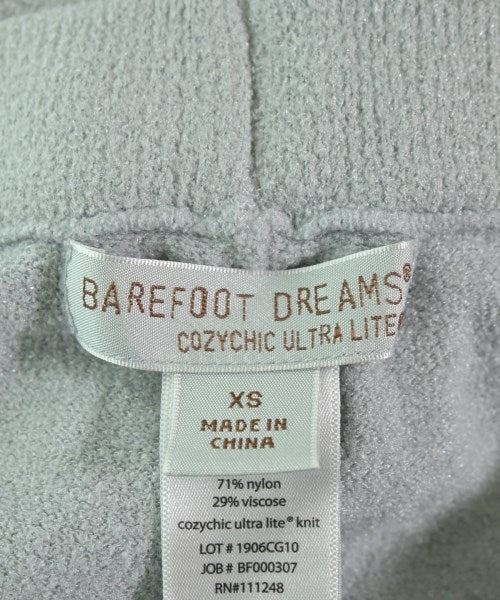 BAREFOOT DREAMS®
COZYCHIC ULTRA LITE®
XS
MADE IN
CHINA
71% nylon
29% viscose
cozychic ultra lite® knit
LOT # 1906CG10
JOB # BF000307
RN#111248